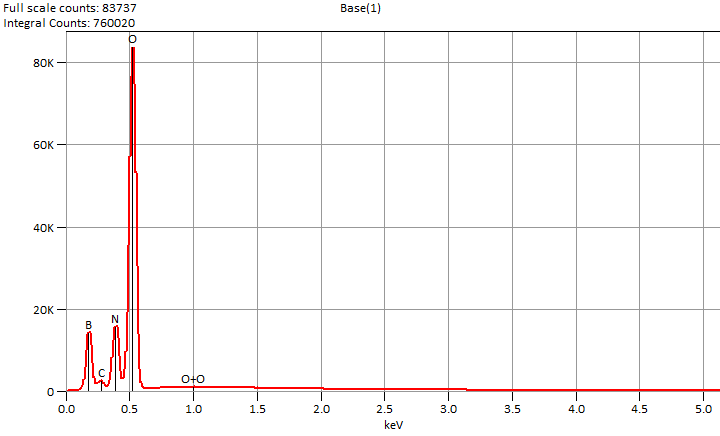 Full scale counts: 83737
Base(1)
Integral Counts: 760020
O
80K
60K
40K
20K
B
N
C
O+O
0
0.0 0.5 1.0 1.5 2.0 2.5 3.0 3.5 4.0 4.5 5.0
keV